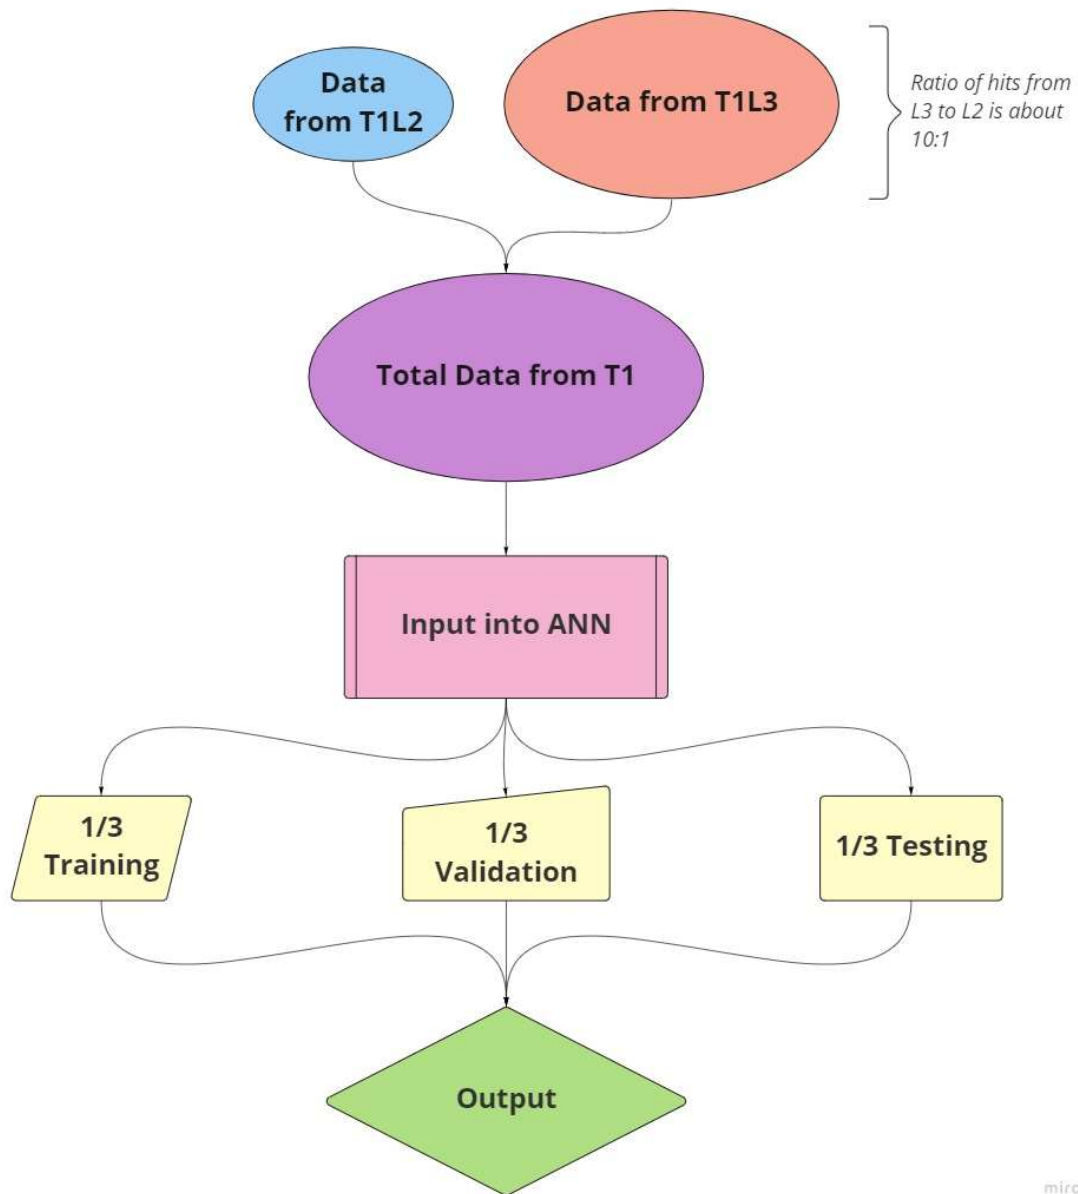 Data
from T1L2
Data from T1L3
Ratio of hits from
L3 to L2 is about
10:1
Total Data from T1
Input into ANN
1/3
Training
1/3
Validation
1/3 Testing
Output